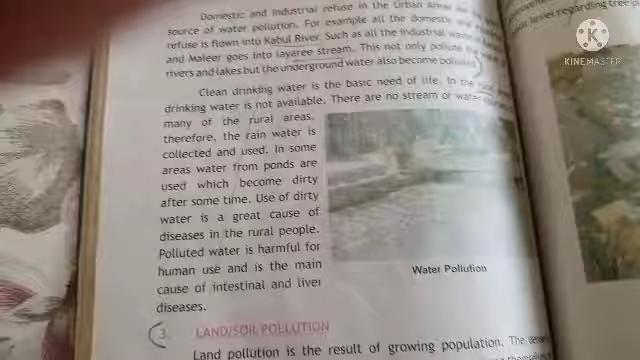 Domestic and Industrial refuse in the Urban Areas
source of water pollution. For example all the domestic
refuse is flown into Kabul River. Such as all the industrial waste
and Maleer goes into layaree stream. This not only pollute the
rivers and lakes but the underground water also become polluted
Clean drinking water is the basic need of life. In the
drinking water is not available. There are no stream or water
many of the rural areas,
therefore, the rain water is
collected and used. In some
areas water from ponds are
used which become dirty
after some time. Use of dirty
water is a great cause of
diseases in the rural people.
Polluted water is harmful for
human use and is the main
cause of intestinal and liver
diseases.
Water Pollution
3. LAND/SOIL POLLUTION
Land pollution is the result of growing population. The
regarding tree
KINEMASTER